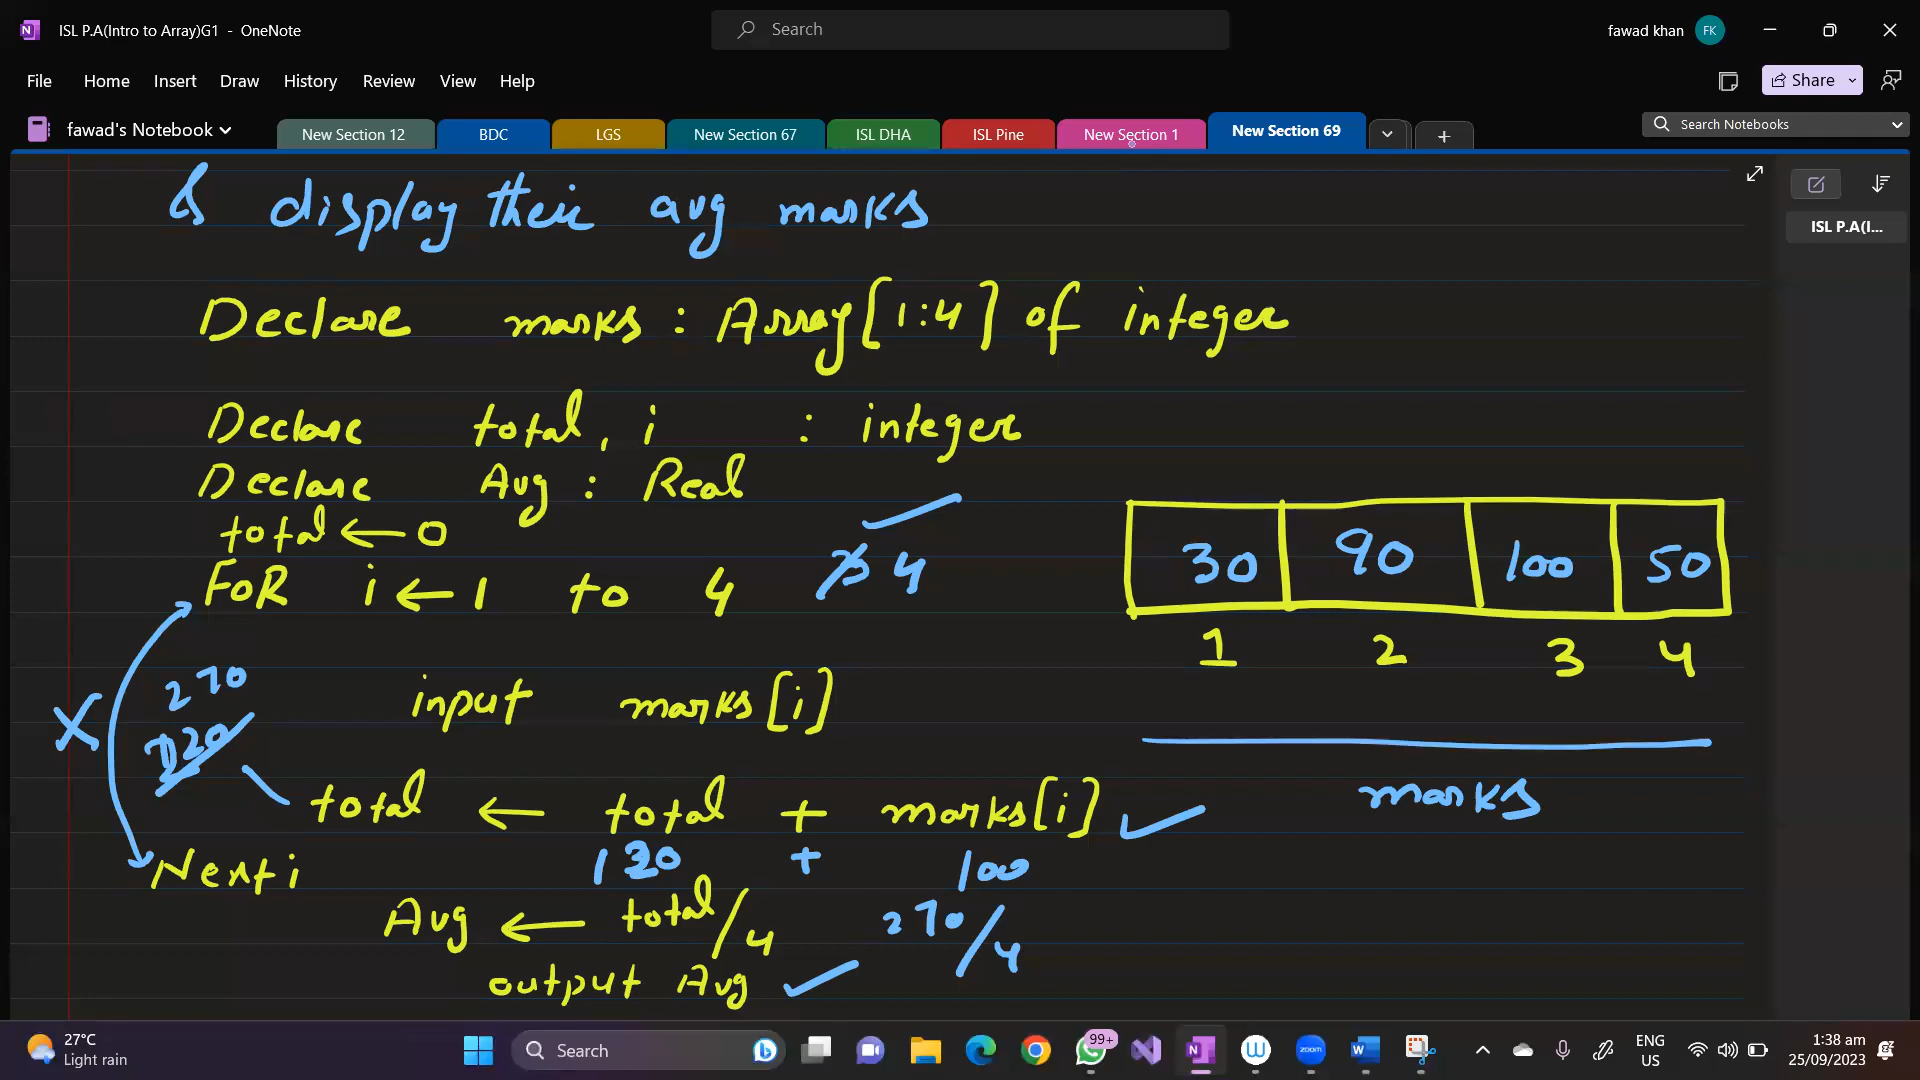 ISL P.A(Intro to Array)G1 - OneNote
Search
fawad khan FK
File Home Insert Draw History Review View Help
Share
fawad's Notebook
New Section 12 BDC LGS New Section 67 ISL DHA ISL Pine New Section 1 New Section 69
Search Notebooks
ISL P.A(I...
& display their avg marks
Declare marks : Array[1:4] of integer
Declare total, i : integer
Declare Avg : Real
total ← 0
FOR i ← 1 to 4
4
30 90 100 50
1 2 3 4
marks
270
120
X
input marks[i]
total ← total + marks[i]
120 + 100
Next i
Avg ← total/4
270/4
output Avg
27°C
Light rain
Search
99+
zoom
ENG
US
1:38 am
25/09/2023